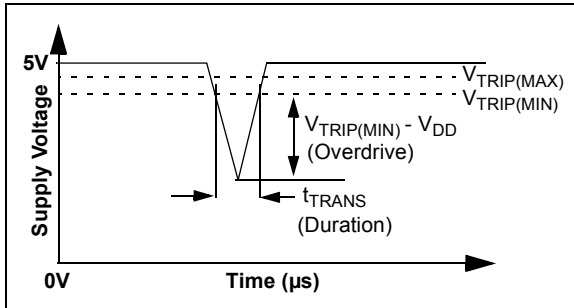 5V
V_TRIP(MAX)
V_TRIP(MIN)
V_TRIP(MIN) - V_DD
(Overdrive)
t_TRANS
(Duration)
Supply Voltage
0V
Time (µs)